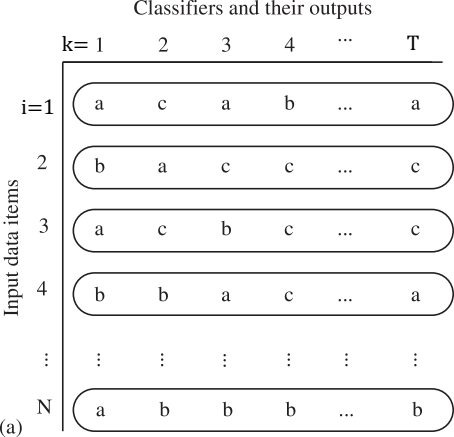 Classifiers and their outputs
k= 1 2 3 4 ... T
i=1 a c a b ... a
2 b a c c ... c
3 a c b c ... c
4 b b a c ... a
⋮ ⋮ ⋮ ⋮ ⋮ ⋮ ⋮
N a b b b ... b
Input data items
(a)